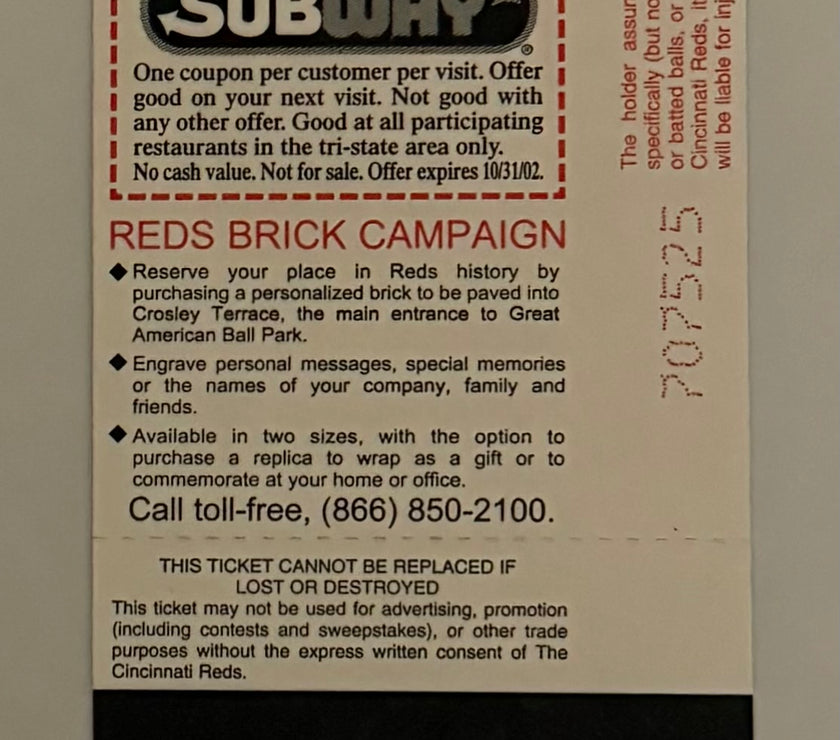 SUBWAY
®
One coupon per customer per visit. Offer
good on your next visit. Not good with
any other offer. Good at all participating
restaurants in the tri-state area only.
No cash value. Not for sale. Offer expires 10/31/02.
REDS BRICK CAMPAIGN
◆ Reserve your place in Reds history by
purchasing a personalized brick to be paved into
Crosley Terrace, the main entrance to Great
American Ball Park.
◆ Engrave personal messages, special memories
or the names of your company, family and
friends.
◆ Available in two sizes, with the option to
purchase a replica to wrap as a gift or to
commemorate at your home or office.
Call toll-free, (866) 850-2100.
THIS TICKET CANNOT BE REPLACED IF
LOST OR DESTROYED
This ticket may not be used for advertising, promotion
(including contests and sweepstakes), or other trade
purposes without the express written consent of The
Cincinnati Reds.
The holder
specifically (but
or batted balls, or
Cincinnati Reds,
will be liable for
707525